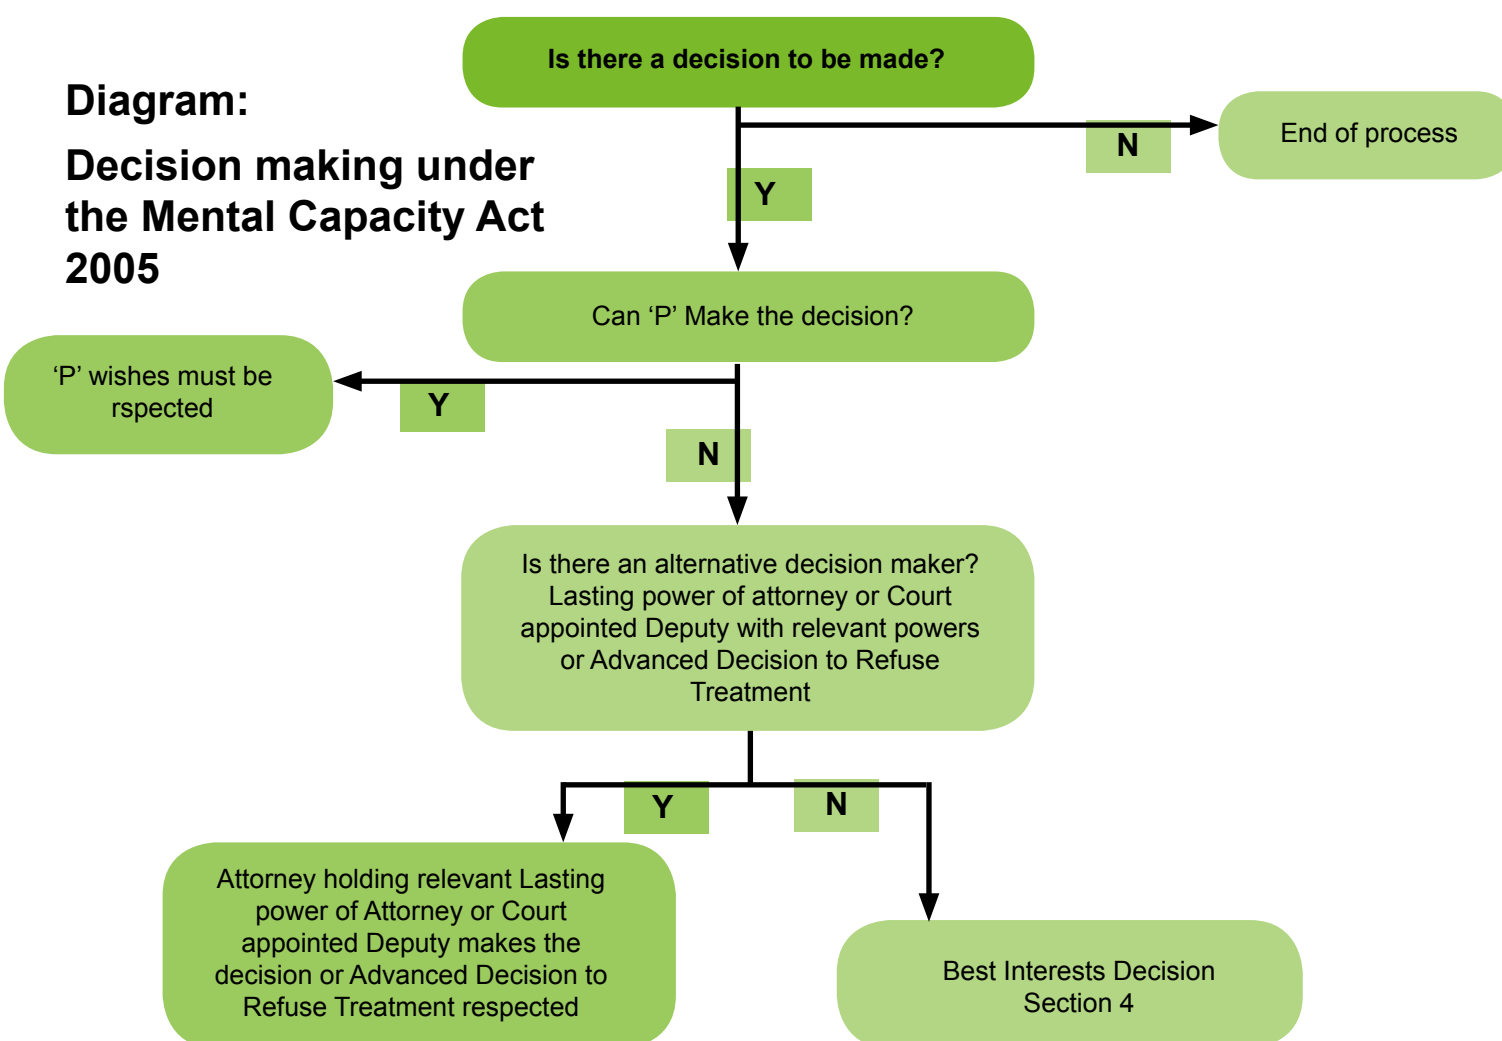 Is there a decision to be made?
Diagram:
Decision making under
the Mental Capacity Act
2005
N
End of process
Y
Can ‘P’ Make the decision?
‘P’ wishes must be
rspected
Y
N
Is there an alternative decision maker?
Lasting power of attorney or Court
appointed Deputy with relevant powers
or Advanced Decision to Refuse
Treatment
Y
N
Attorney holding relevant Lasting
power of Attorney or Court
appointed Deputy makes the
decision or Advanced Decision to
Refuse Treatment respected
Best Interests Decision
Section 4